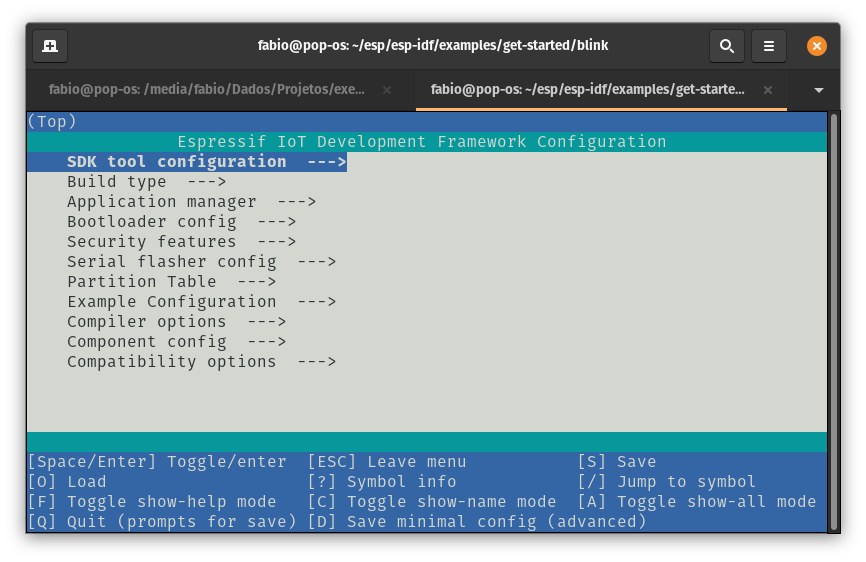 fabio@pop-os: ~/esp/esp-idf/examples/get-started/blink
fabio@pop-os: /media/fabio/Dados/Projetos/exe...
fabio@pop-os: ~/esp/esp-idf/examples/get-starte...
(Top)
Espressif IoT Development Framework Configuration
SDK tool configuration  --->
Build type  --->
Application manager  --->
Bootloader config  --->
Security features  --->
Serial flasher config  --->
Partition Table  --->
Example Configuration  --->
Compiler options  --->
Component config  --->
Compatibility options  --->
[Space/Enter] Toggle/enter  [ESC] Leave menu           [S] Save
[O] Load                    [?] Symbol info            [/] Jump to symbol
[F] Toggle show-help mode   [C] Toggle show-name mode  [A] Toggle show-all mode
[Q] Quit (prompts for save) [D] Save minimal config (advanced)